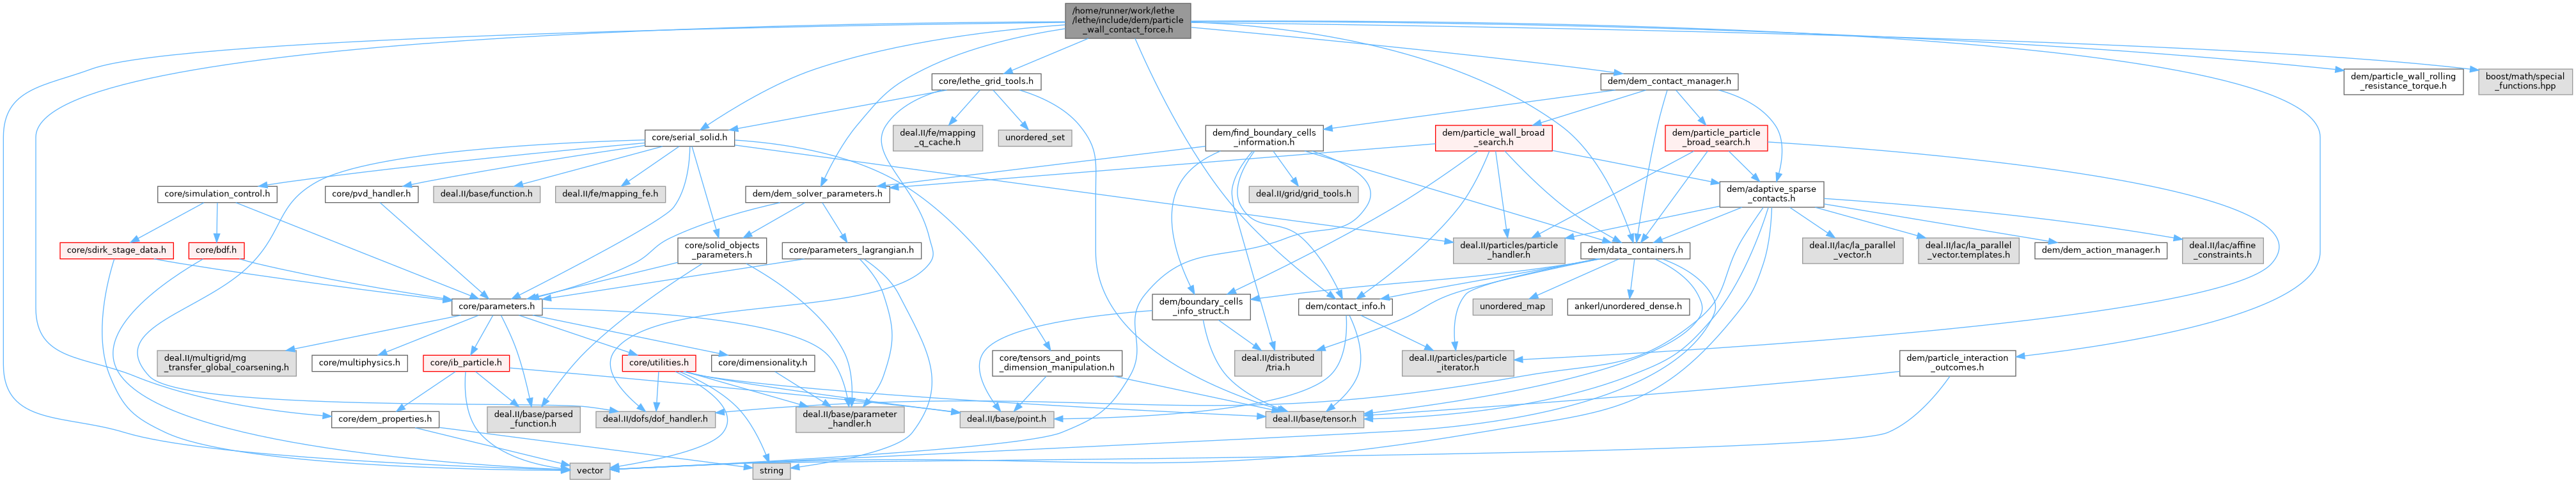 /home/runner/work/lethe
/lethe/include/dem/particle
_wall_contact_force.h
core/lethe_grid_tools.h
dem/dem_contact_manager.h
dem/particle_wall_rolling
_resistance_torque.h
boost/math/special
_functions.hpp
core/serial_solid.h
deal.II/fe/mapping
_q_cache.h
unordered_set
dem/find_boundary_cells
_information.h
dem/particle_wall_broad
_search.h
dem/particle_particle
_broad_search.h
core/simulation_control.h
core/pvd_handler.h
deal.II/base/function.h
deal.II/fe/mapping_fe.h
dem/dem_solver_parameters.h
deal.II/grid/grid_tools.h
dem/adaptive_sparse
_contacts.h
core/sdirk_stage_data.h
core/bdf.h
core/solid_objects
_parameters.h
core/parameters_lagrangian.h
deal.II/particles/particle
_handler.h
dem/data_containers.h
deal.II/lac/la_parallel
_vector.h
deal.II/lac/la_parallel
_vector.templates.h
dem/dem_action_manager.h
deal.II/lac/affine
_constraints.h
core/parameters.h
dem/boundary_cells
_info_struct.h
dem/contact_info.h
unordered_map
ankerl/unordered_dense.h
deal.II/multigrid/mg
_transfer_global_coarsening.h
core/multiphysics.h
core/ib_particle.h
core/utilities.h
core/dimensionality.h
core/tensors_and_points
_dimension_manipulation.h
deal.II/distributed
/tria.h
deal.II/particles/particle
_iterator.h
dem/particle_interaction
_outcomes.h
core/dem_properties.h
deal.II/base/parsed
_function.h
deal.II/dofs/dof_handler.h
deal.II/base/parameter
_handler.h
deal.II/base/point.h
deal.II/base/tensor.h
vector
string